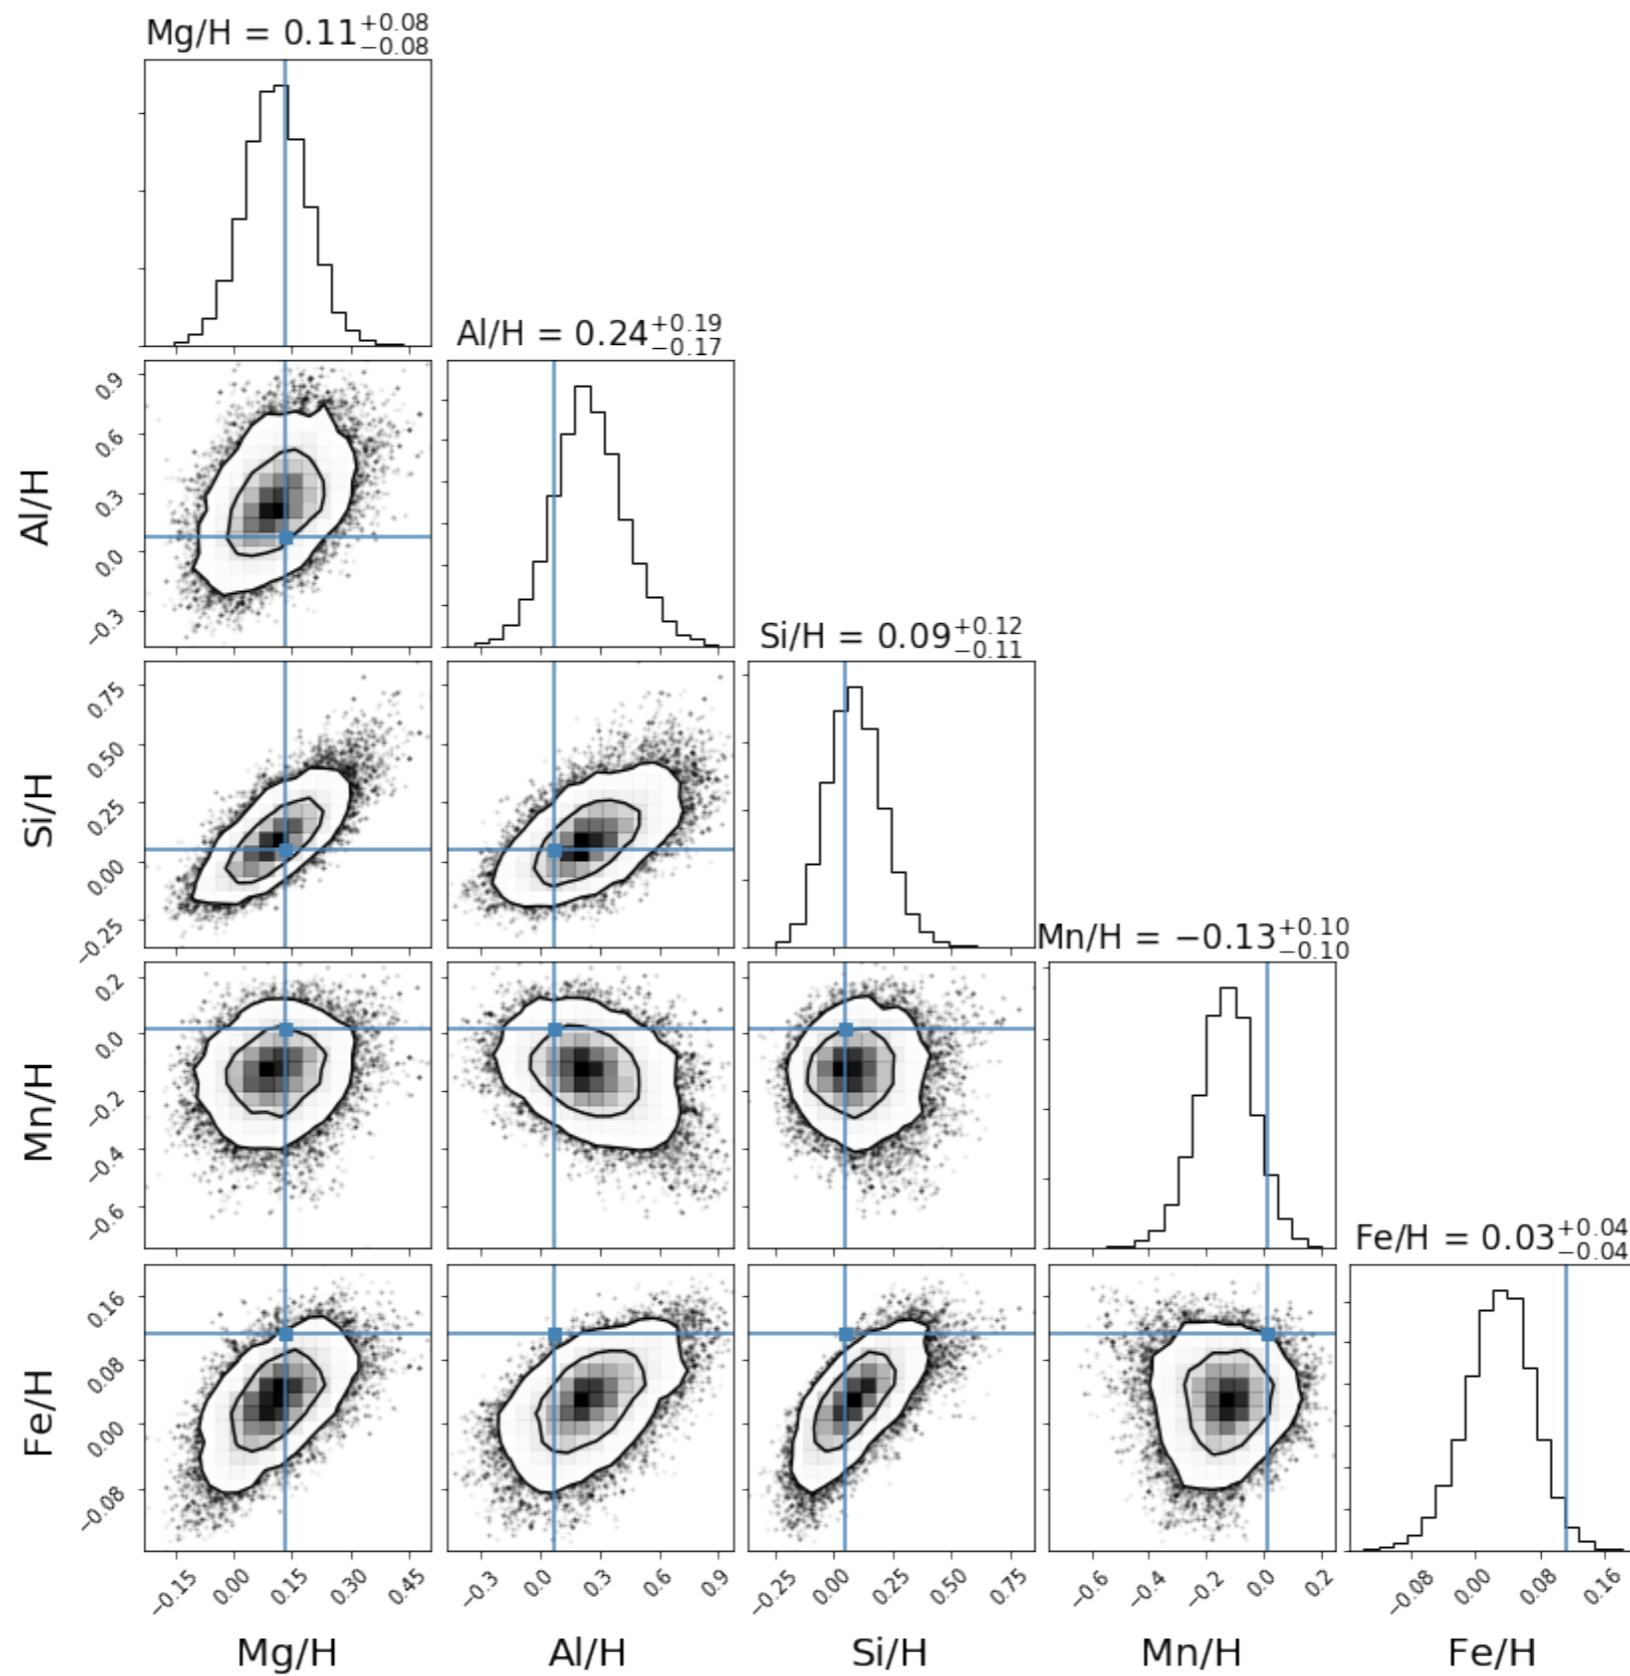 Mg/H = 0.11+0.08 −0.08
Al/H = 0.24+0.19 −0.17
Si/H = 0.09+0.12 −0.11
Mn/H = −0.13+0.10 −0.10
Fe/H = 0.03+0.04 −0.04
Al/H
0.9
0.6
0.3
0.0
−0.3
Si/H
0.75
0.50
0.25
0.00
−0.25
Mn/H
0.2
0.0
−0.2
−0.4
−0.6
Fe/H
0.16
0.08
0.00
−0.08
−0.15 0.00 0.15 0.30 0.45
−0.3 0.0 0.3 0.6 0.9
−0.25 0.00 0.25 0.50 0.75
−0.6 −0.4 −0.2 0.0 0.2
−0.08 0.00 0.08 0.16
Mg/H Al/H Si/H Mn/H Fe/H